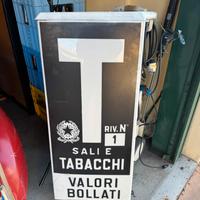 T
RIV. N°
1
SALI E
TABACCHI
VALORI
BOLLATI